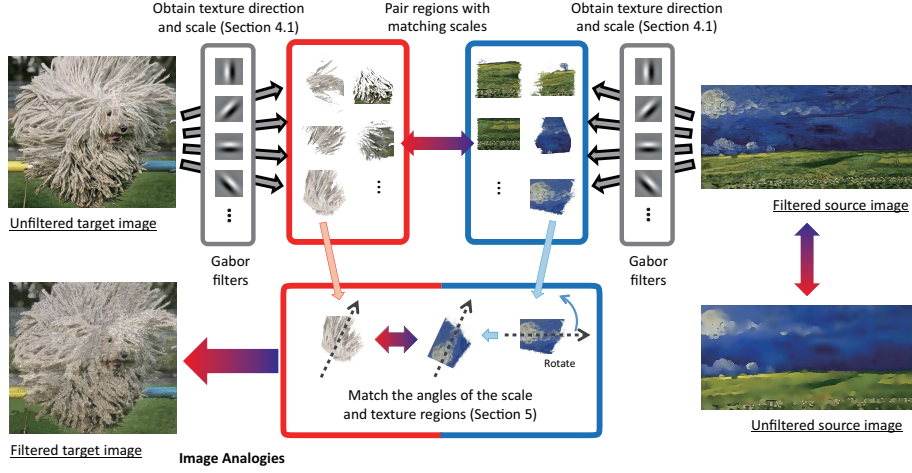 Obtain texture direction
and scale (Section 4.1)
Pair regions with
matching scales
Obtain texture direction
and scale (Section 4.1)
Unfiltered target image
Gabor
filters
Gabor
filters
Filtered source image
Rotate
Match the angles of the scale
and texture regions (Section 5)
Filtered target image
Image Analogies
Unfiltered source image